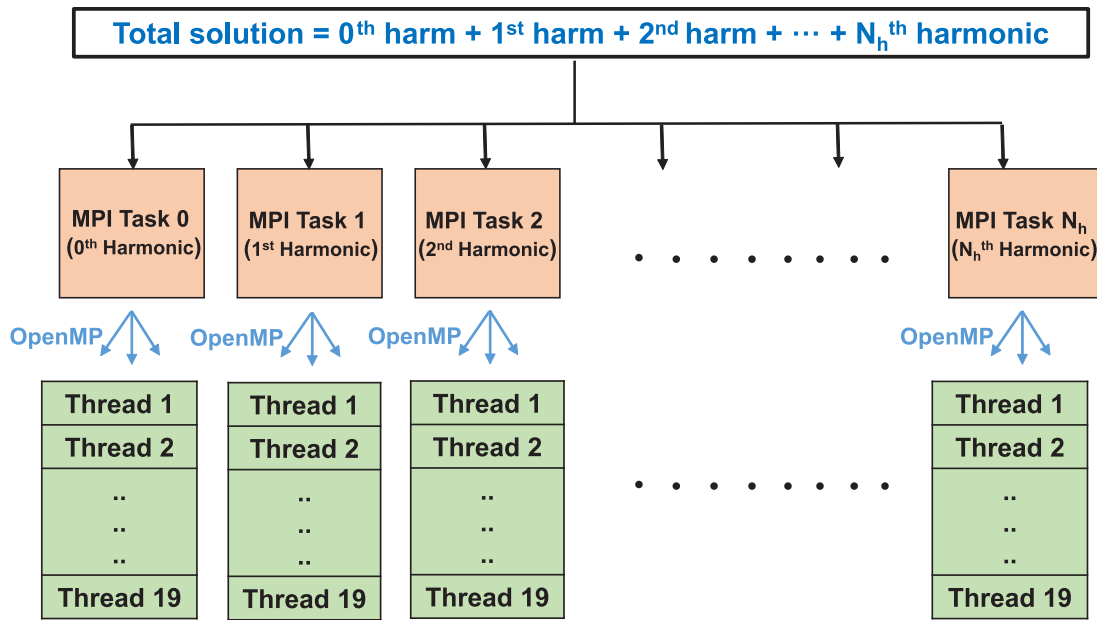 Total solution = 0th harm + 1st harm + 2nd harm + ··· + Nhth harmonic
MPI Task 0
(0th Harmonic)
MPI Task 1
(1st Harmonic)
MPI Task 2
(2nd Harmonic)
. . . . . . . .
MPI Task Nh
(Nhth Harmonic)
OpenMP
OpenMP
OpenMP
OpenMP
Thread 1
Thread 2
..
..
..
Thread 19
Thread 1
Thread 2
..
..
..
Thread 19
Thread 1
Thread 2
..
..
..
Thread 19
. . . . . . . .
Thread 1
Thread 2
..
..
..
Thread 19